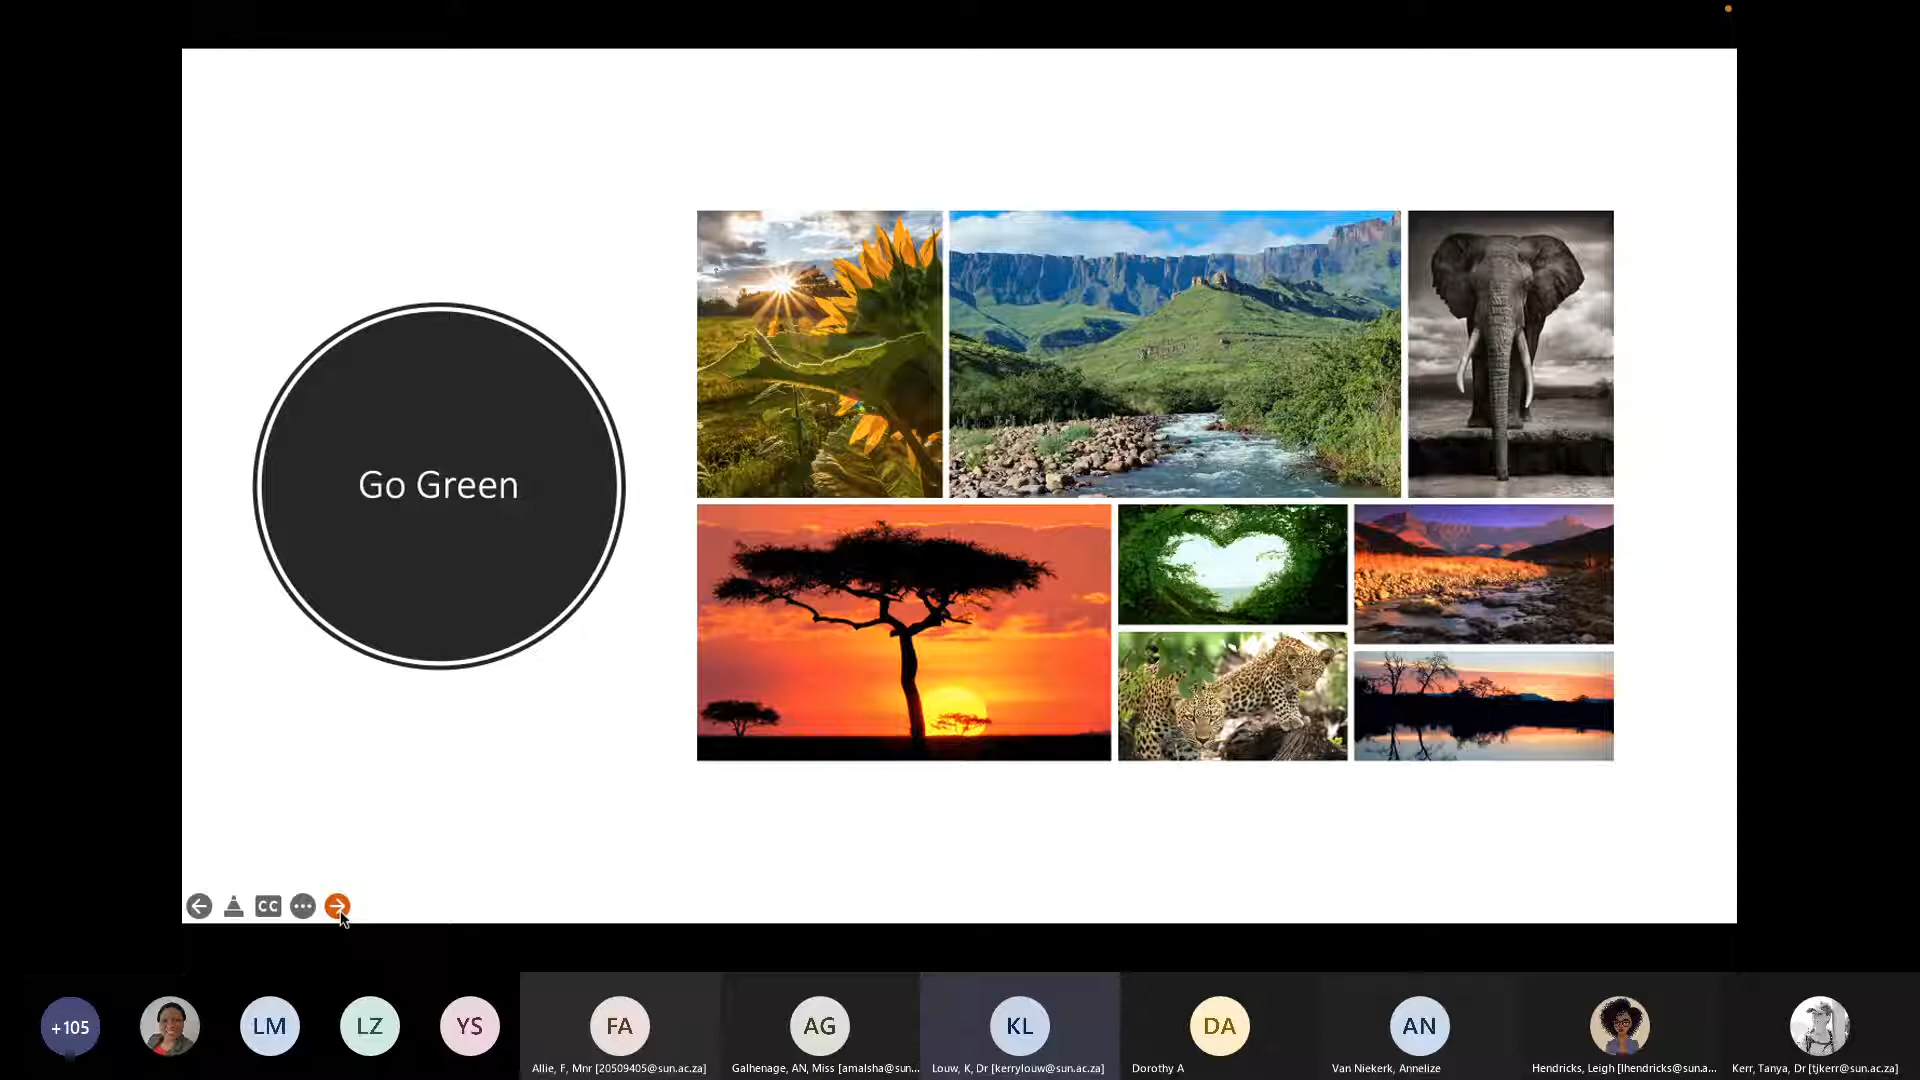 Go Green
CC
+105
LM
LZ
YS
FA
AG
KL
DA
AN
Allie, F, Mnr [20509405@sun.ac.za]
Galhenage, AN, Miss [amalsha@sun...
Louw, K, Dr [kerrylouw@sun.ac.za]
Dorothy A
Van Niekerk, Annelize
Hendricks, Leigh [lhendricks@sun.a...
Kerr, Tanya, Dr [tjkerr@sun.ac.za]